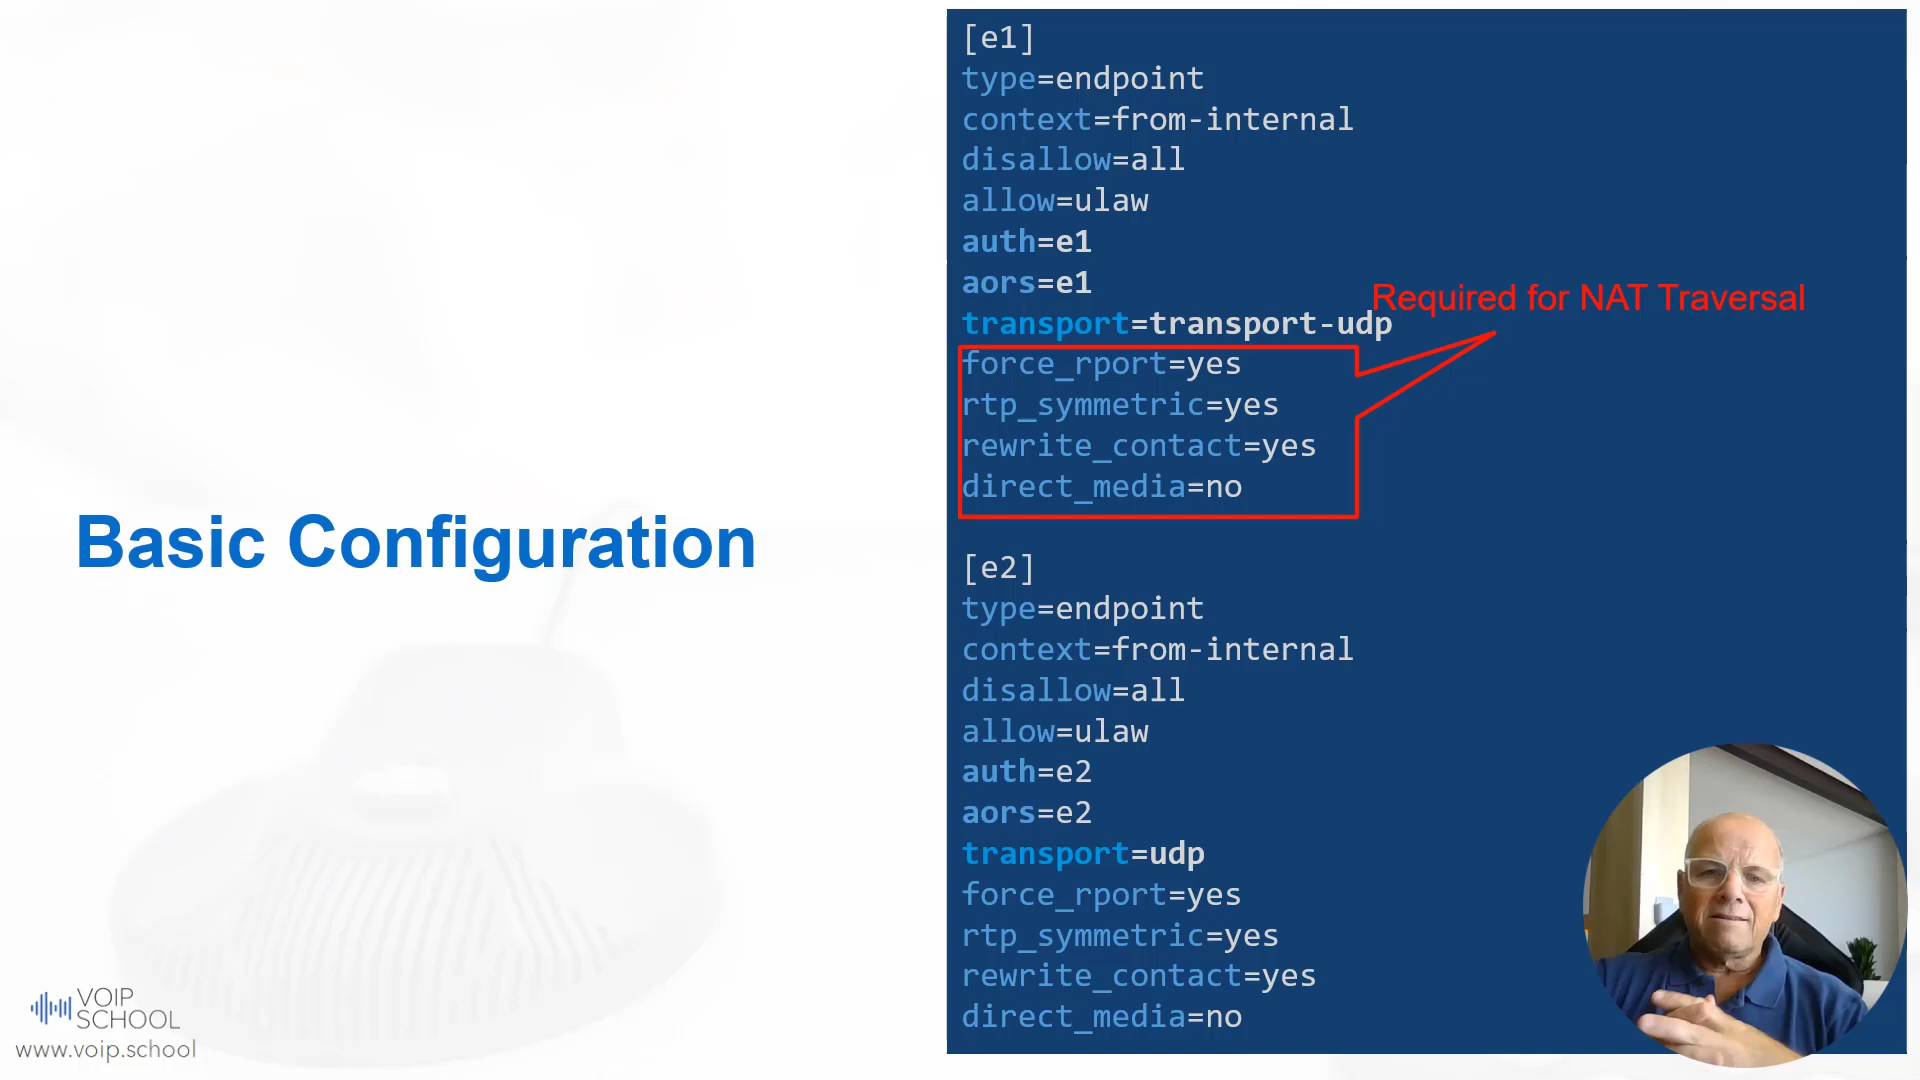 Basic Configuration
[e1]
type=endpoint
context=from-internal
disallow=all
allow=ulaw
auth=e1
aors=e1
Required for NAT Traversal
transport=transport-udp
force_rport=yes
rtp_symmetric=yes
rewrite_contact=yes
direct_media=no
[e2]
type=endpoint
context=from-internal
disallow=all
allow=ulaw
auth=e2
aors=e2
transport=udp
force_rport=yes
rtp_symmetric=yes
rewrite_contact=yes
direct_media=no
VOIP
SCHOOL
www.voip.school